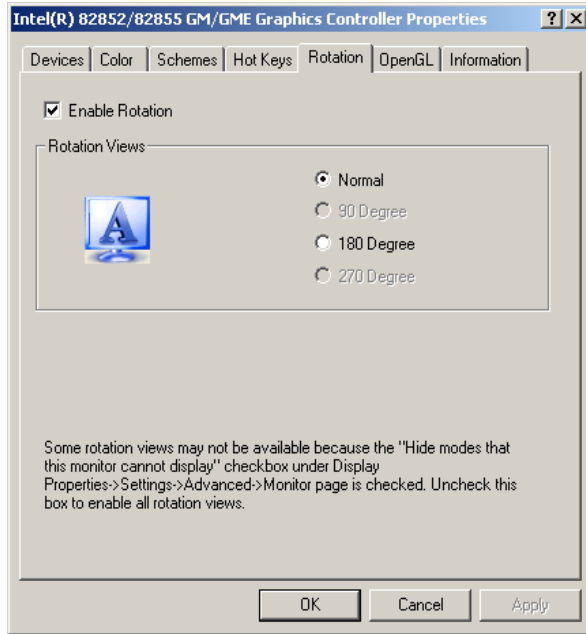 Intel(R) 82852/82855 GM/GME Graphics Controller Properties
Devices Color Schemes Hot Keys Rotation OpenGL Information
Enable Rotation
Rotation Views
A
Normal
90 Degree
180 Degree
270 Degree
Some rotation views may not be available because the "Hide modes that
this monitor cannot display" checkbox under Display
Properties->Settings->Advanced->Monitor page is checked. Uncheck this
box to enable all rotation views.
OK Cancel Apply